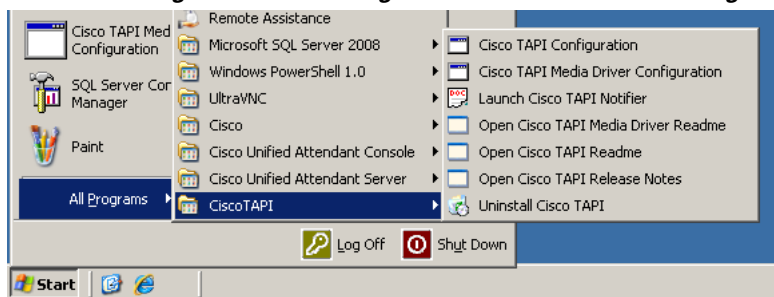 Cisco TAPI Med
Configuration
SQL Server Cor
Manager
Paint
All Programs
Remote Assistance
Microsoft SQL Server 2008
Windows PowerShell 1.0
UltraVNC
Cisco
Cisco Unified Attendant Console
Cisco Unified Attendant Server
CiscoTAPI
Cisco TAPI Configuration
Cisco TAPI Media Driver Configuration
Launch Cisco TAPI Notifier
Open Cisco TAPI Media Driver Readme
Open Cisco TAPI Readme
Open Cisco TAPI Release Notes
Uninstall Cisco TAPI
Log Off
Shut Down
Start